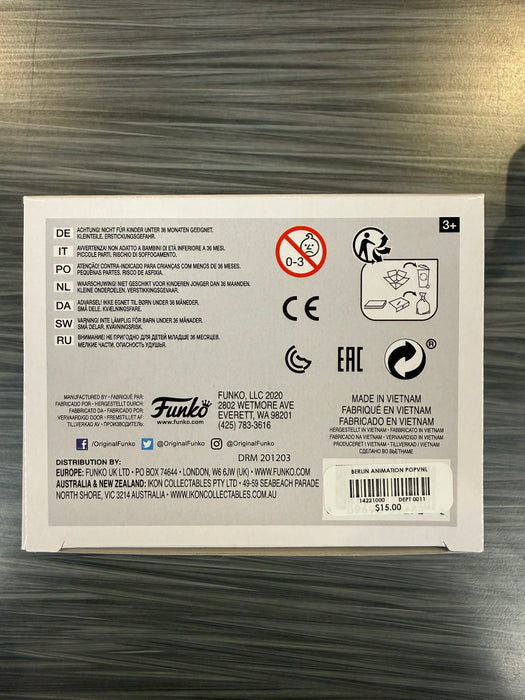 3+
DE ACHTUNG! NICHT FÜR KINDER UNTER 36 MONATEN GEEIGNET.
KLEINTEILE. ERSTICKUNGSGEFAHR.
IT AVVERTENZA! NON ADATTO A BAMBINI DI ETÀ INFERIORE A 36 MESI.
PICCOLE PARTI. RISCHIO DI SOFFOCAMENTO.
PO ATENÇÃO! CONTRA-INDICADO PARA CRIANÇAS COM MENOS DE 36 MESES.
PEQUENAS PARTES. RISCO DE ASFIXIA.
NL WAARSCHUWING! NIET GESCHIKT VOOR KINDEREN JONGER DAN 36 MAANDEN.
KLEINE ONDERDELEN. VERSTIKKINGSGEVAAR.
DA ADVARSEL! IKKE EGNET TIL BØRN UNDER 36 MÅNEDER.
SMÅ DELE. KVÆLNINGSFARE.
SW VARNING! INTE LÄMPLIG FÖR BARN UNDER 36 MÅNADER.
SMÅ DELAR. KVÄVNINGSRISK.
RU ВНИМАНИЕ! НЕ ПРИГОДНО ДЛЯ ДЕТЕЙ МЛАДШЕ 36 МЕСЯЦЕВ.
МЕЛКИЕ ЧАСТИ, ОПАСНОСТЬ УДУШЬЯ.
0-3
CE
EAC
®
MANUFACTURED BY • FABRIQUÉ PAR:
FABRICADO POR • HERGESTELLT DURCH:
FABBRICATO DA • FABRICADO POR:
VERVAARDIGD DOOR • FREMSTILLET AF:
TILLVERKAD AV • ПРОИЗВОДИТЕЛЬ:
Funko
www.funko.com
FUNKO, LLC 2020
2802 WETMORE AVE
EVERETT, WA 98201
(425) 783-3616
MADE IN VIETNAM
FABRIQUÉ EN VIETNAM
FABRICADO EN VIETNAM
HERGESTELLT IN VIETNAM • FABBRICATO IN VIETNAM
FABRICADO NA VIETNAM • VERVAARDIGD IN VIETNAM
PRODUCERET I VIETNAM • TILLVERKAD I VIETNAM
СДЕЛАНО ВО ВЬЕТНАМЕ
/OriginalFunko @OriginalFunko @OriginalFunko
DRM 201203
DISTRIBUTION BY:
EUROPE: FUNKO UK LTD • PO BOX 74644 • LONDON, W6 6JW (UK) • WWW.FUNKO.COM
AUSTRALIA & NEW ZEALAND: IKON COLLECTABLES PTY LTD • 49-59 SEABEACH PARADE
NORTH SHORE, VIC 3214 AUSTRALIA • WWW.IKONCOLLECTABLES.COM.AU
BERLIN ANIMATION POPVNL
14221000 DEPT 0011
$15.00